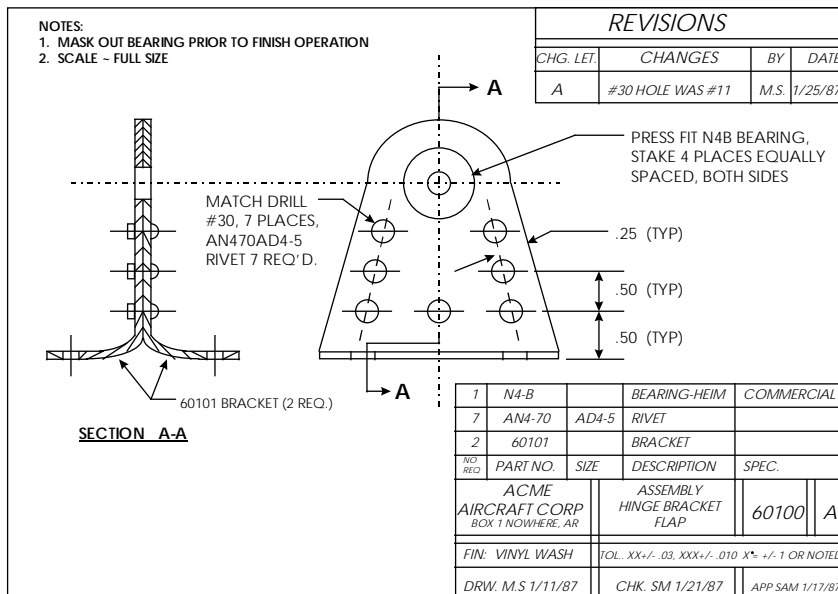 NOTES:
1. MASK OUT BEARING PRIOR TO FINISH OPERATION
2. SCALE ~ FULL SIZE
REVISIONS
CHG. LET. CHANGES BY DATE
A #30 HOLE WAS #11 M.S. 1/25/87
A
PRESS FIT N4B BEARING,
STAKE 4 PLACES EQUALLY
SPACED, BOTH SIDES
MATCH DRILL
#30, 7 PLACES,
AN470AD4-5
RIVET 7 REQ'D.
.25 (TYP)
.50 (TYP)
.50 (TYP)
A
60101 BRACKET (2 REQ.)
SECTION A-A
1 N4-B BEARING-HEIM COMMERCIAL
7 AN4-70 AD4-5 RIVET
2 60101 BRACKET
NO REQ PART NO. SIZE DESCRIPTION SPEC.
ACME
AIRCRAFT CORP
BOX 1 NOWHERE, AR
ASSEMBLY
HINGE BRACKET
FLAP
60100 A
FIN: VINYL WASH TOL.. XX+/- .03, XXX+/- .010 X°= +/- 1 OR NOTED
DRW. M.S 1/11/87 CHK. SM 1/21/87 APP SAM 1/17/87